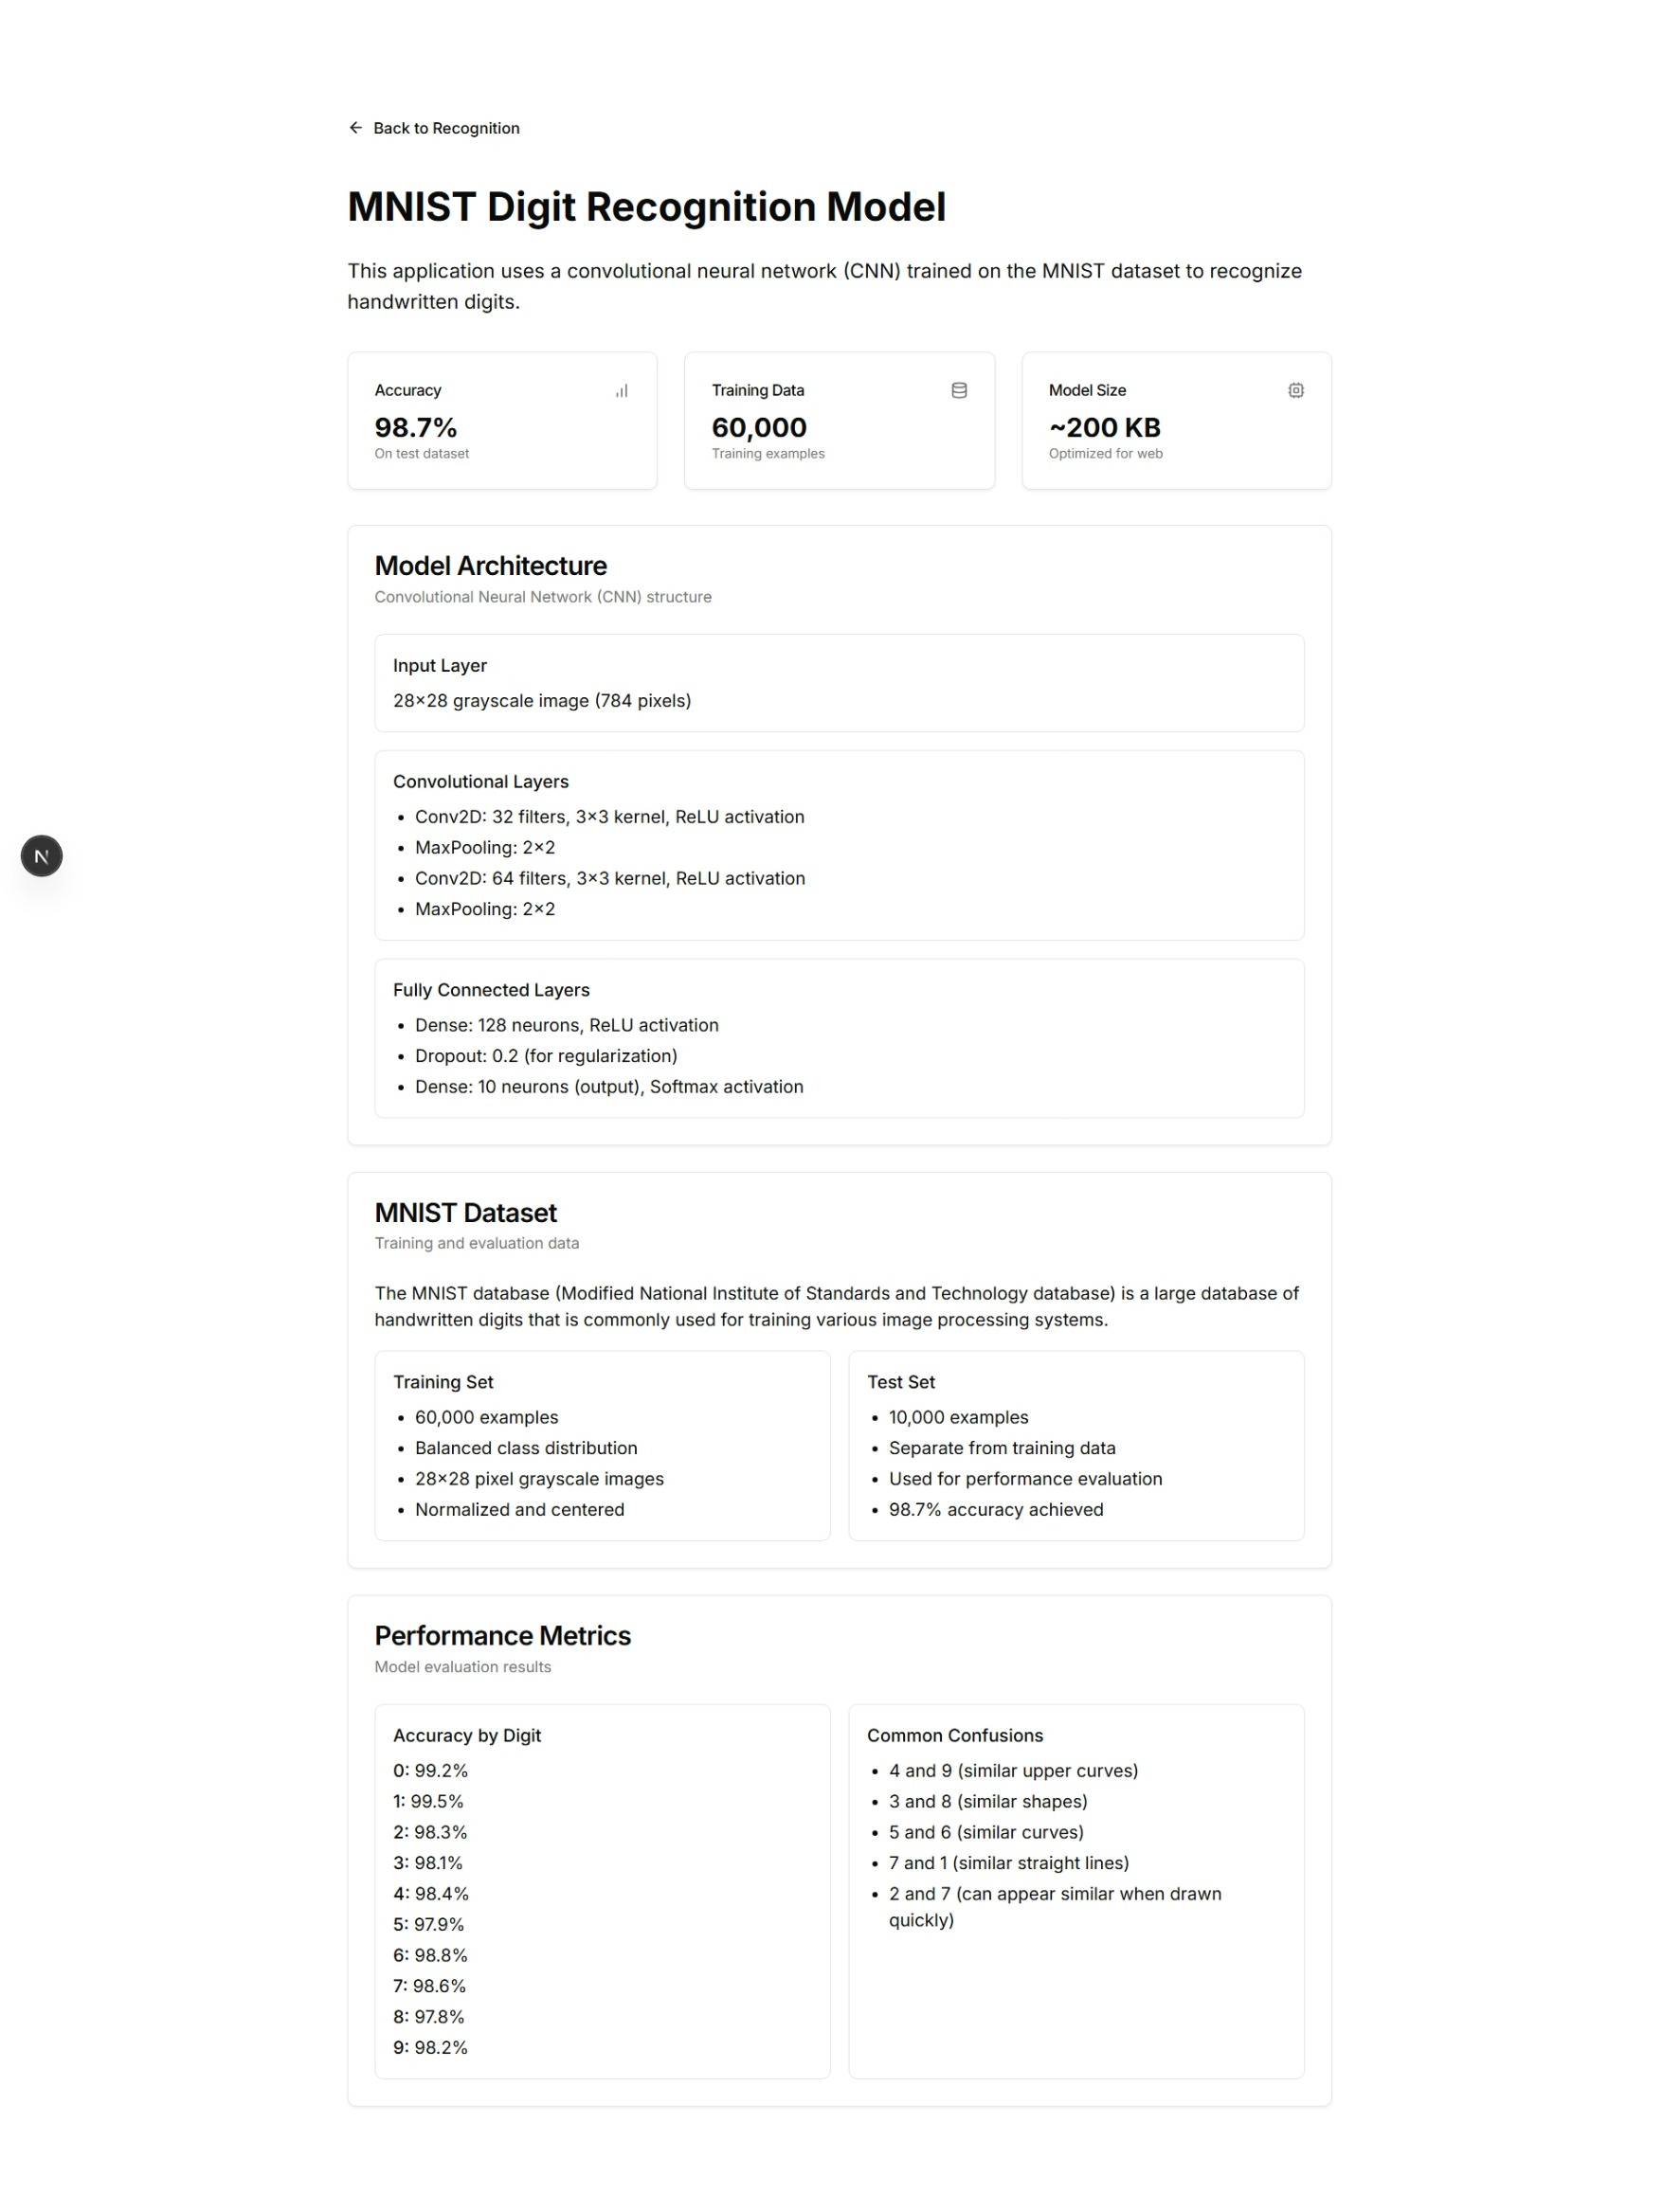 Back to Recognition
MNIST Digit Recognition Model
This application uses a convolutional neural network (CNN) trained on the MNIST dataset to recognize
handwritten digits.
Accuracy
98.7%
On test dataset
Training Data
60,000
Training examples
Model Size
~200 KB
Optimized for web
Model Architecture
Convolutional Neural Network (CNN) structure
Input Layer
28×28 grayscale image (784 pixels)
Convolutional Layers
• Conv2D: 32 filters, 3×3 kernel, ReLU activation
• MaxPooling: 2×2
• Conv2D: 64 filters, 3×3 kernel, ReLU activation
• MaxPooling: 2×2
N
Fully Connected Layers
• Dense: 128 neurons, ReLU activation
• Dropout: 0.2 (for regularization)
• Dense: 10 neurons (output), Softmax activation
MNIST Dataset
Training and evaluation data
The MNIST database (Modified National Institute of Standards and Technology database) is a large database of
handwritten digits that is commonly used for training various image processing systems.
Training Set
• 60,000 examples
• Balanced class distribution
• 28×28 pixel grayscale images
• Normalized and centered
Test Set
• 10,000 examples
• Separate from training data
• Used for performance evaluation
• 98.7% accuracy achieved
Performance Metrics
Model evaluation results
Accuracy by Digit
0: 99.2%
1: 99.5%
2: 98.3%
3: 98.1%
4: 98.4%
5: 97.9%
6: 98.8%
7: 98.6%
8: 97.8%
9: 98.2%
Common Confusions
• 4 and 9 (similar upper curves)
• 3 and 8 (similar shapes)
• 5 and 6 (similar curves)
• 7 and 1 (similar straight lines)
• 2 and 7 (can appear similar when drawn
quickly)